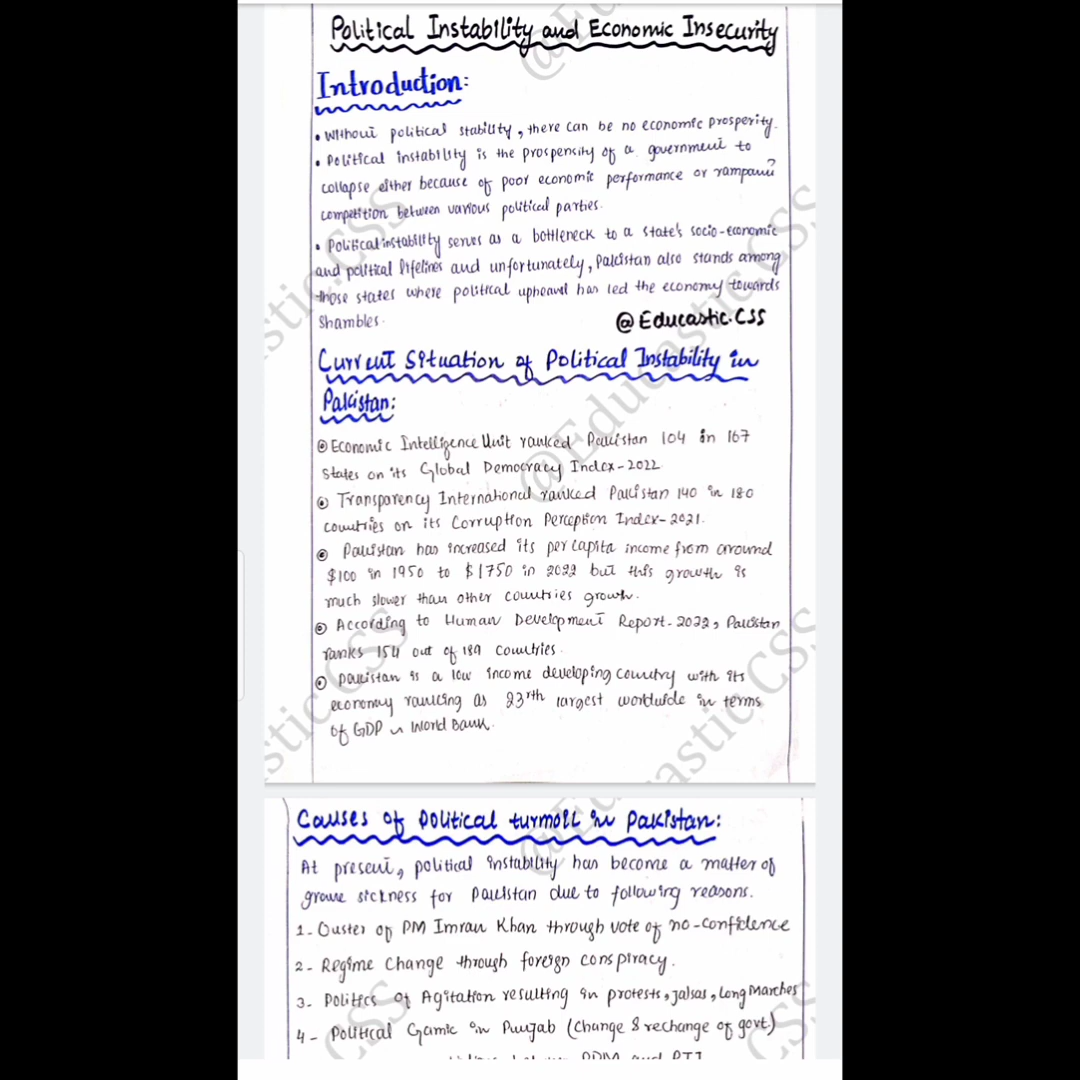 Political Instability and Economic Insecurity
Introduction:
• Without political stability, there can be no economic prosperity.
• Political instability is the prospensity of a government to
collapse either because of poor economic performance or rampant
competition between various political parties.
• Political instability serves as a bottleneck to a state's socio-economic
and political lifelines and unfortunately, Pakistan also stands among
those states where political upheavel has led the economy towards
Shambles.
@Educastic.CSS
Current Situation of Political Instability in
Pakistan:
Economic Intelligence Unit ranked Pakistan 104 in 167
States on its Global Democracy Index-2022
Transparency International ranked Pakistan 140 in 180
countries on its Corruption Perception Index-2021.
Pakistan has increased its per capita income from around
$100 in 1950 to $1750 in 2022 but this growth is
much slower than other countries growth.
According to Human Development Report-2022, Pakistan
ranks 154 out of 189 countries.
Pakistan is a low income developing country with its
economy ranking as 23rth largest worldwide in terms
of GDP ~ World Bank.
Causes of Political turmoil in Pakistan:
At present, political instability has become a matter of
grave sickness for Pakistan due to following reasons.
1- Ouster of PM Imran Khan through vote of no-confidence
2- Regime Change through foreign conspiracy.
3- Politics of Agitation resulting in protests, jalsas, Long Marches
4- Political Game in Punjab (change & rechange of govt)
PDM and PTI
@Educastic.CSS